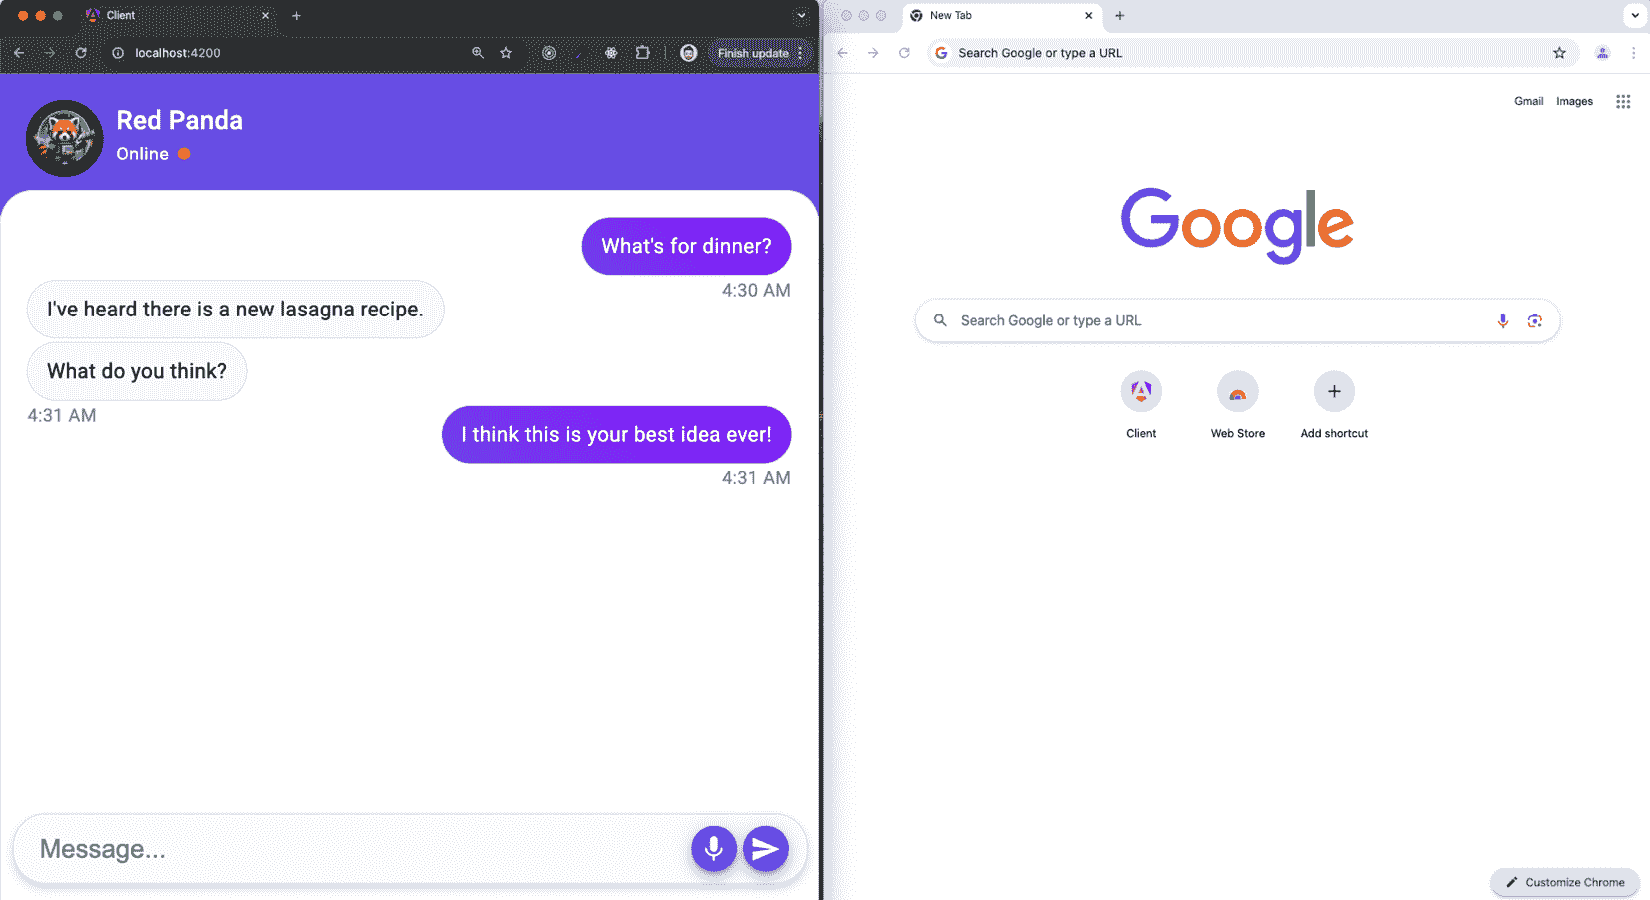 Client
localhost:4200
Finish update
Red Panda
Online
What's for dinner?
4:30 AM
I've heard there is a new lasagna recipe.
What do you think?
4:31 AM
I think this is your best idea ever!
4:31 AM
Message...
New Tab
Search Google or type a URL
Gmail Images
Google
Search Google or type a URL
Client Web Store Add shortcut
Customize Chrome